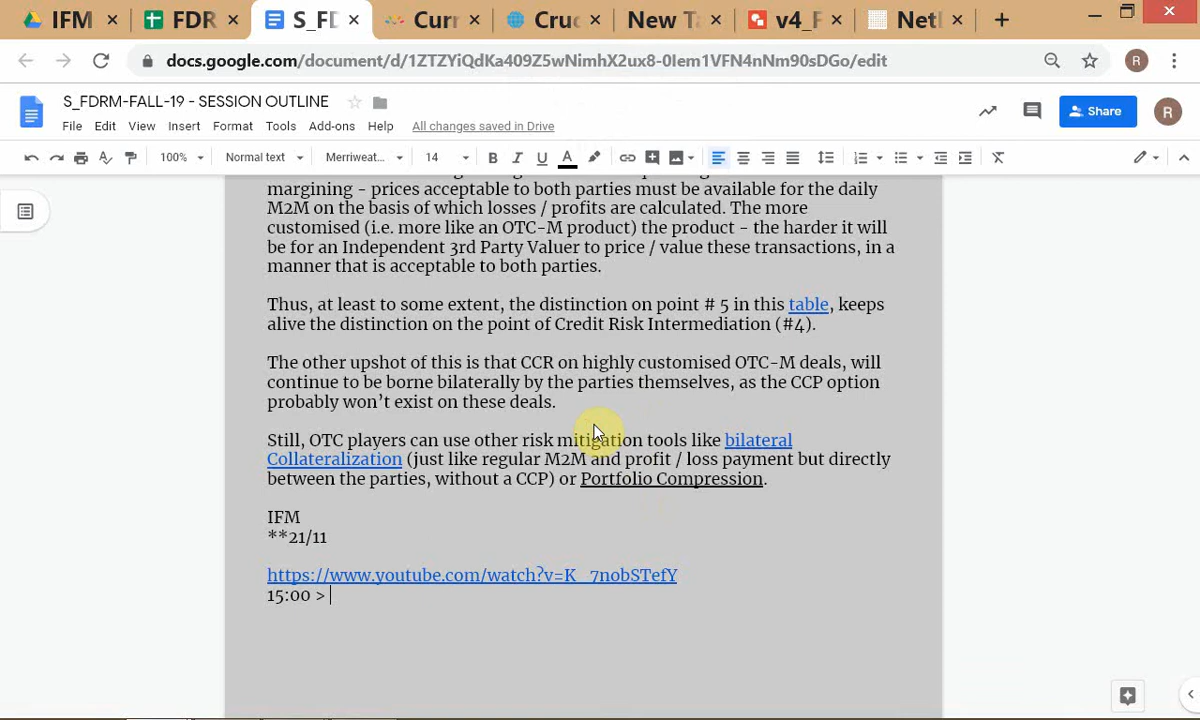 IFM
FDR
S_FD
Curr
Cruc
New Ta
v4_F
Netl
docs.google.com/document/d/1ZTZYiQdKa409Z5wNimhX2ux8-0Iem1VFN4nNm90sDGo/edit
R
S_FDRM-FALL-19 - SESSION OUTLINE
Share
R
File Edit View Insert Format Tools Add-ons Help All changes saved in Drive
100% Normal text Merriweat... 14 B I U A
margining - prices acceptable to both parties must be available for the daily
M2M on the basis of which losses / profits are calculated. The more
customised (i.e. more like an OTC-M product) the product - the harder it will
be for an Independent 3rd Party Valuer to price / value these transactions, in a
manner that is acceptable to both parties.
Thus, at least to some extent, the distinction on point # 5 in this table, keeps
alive the distinction on the point of Credit Risk Intermediation (#4).
The other upshot of this is that CCR on highly customised OTC-M deals, will
continue to be borne bilaterally by the parties themselves, as the CCP option
probably won't exist on these deals.
Still, OTC players can use other risk mitigation tools like bilateral
Collateralization (just like regular M2M and profit / loss payment but directly
between the parties, without a CCP) or Portfolio Compression.
IFM
**21/11
https://www.youtube.com/watch?v=K_7nobSTefY
15:00 >